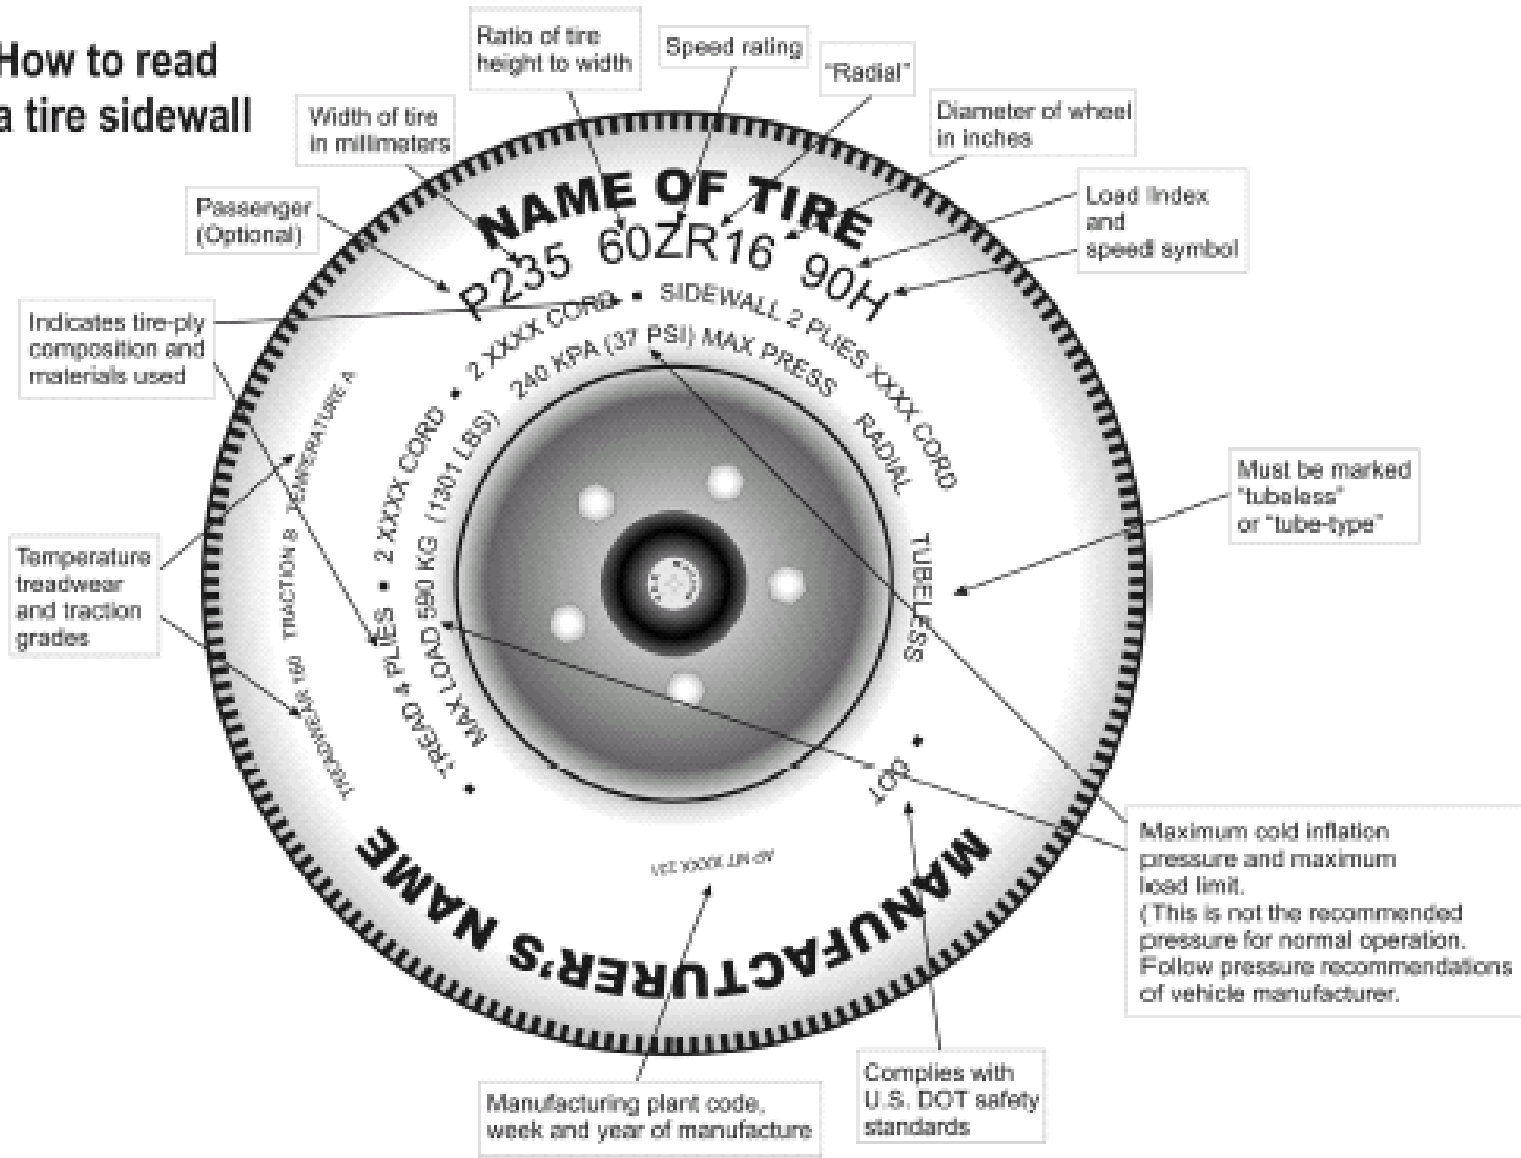 How to read
a tire sidewall
Ratio of tire
height to width
Speed rating
"Radial"
Width of tire
in millimeters
Diameter of wheel
in inches
Passenger
(Optional)
Load Index
and
speed symbol
NAME OF TIRE
P235 60ZR16 90H
Indicates tire-ply
composition and
materials used
• TREAD 4 PLIES • 2 XXXX CORD • 2 XXXX CORD • SIDEWALL 2 PLIES XXXX CORD
MAX LOAD 590 KG (1301 LBS) 240 KPA (37 PSI) MAX PRESS RADIAL TUBELESS • DOT
TREADWEAR 160 TRACTION B TEMPERATURE A
Must be marked
"tubeless"
or "tube-type"
Temperature
treadwear
and traction
grades
Maximum cold inflation
pressure and maximum
load limit.
(This is not the recommended
pressure for normal operation.
Follow pressure recommendations
of vehicle manufacturer.
MANUFACTURER'S NAME
Manufacturing plant code,
week and year of manufacture
Complies with
U.S. DOT safety
standards